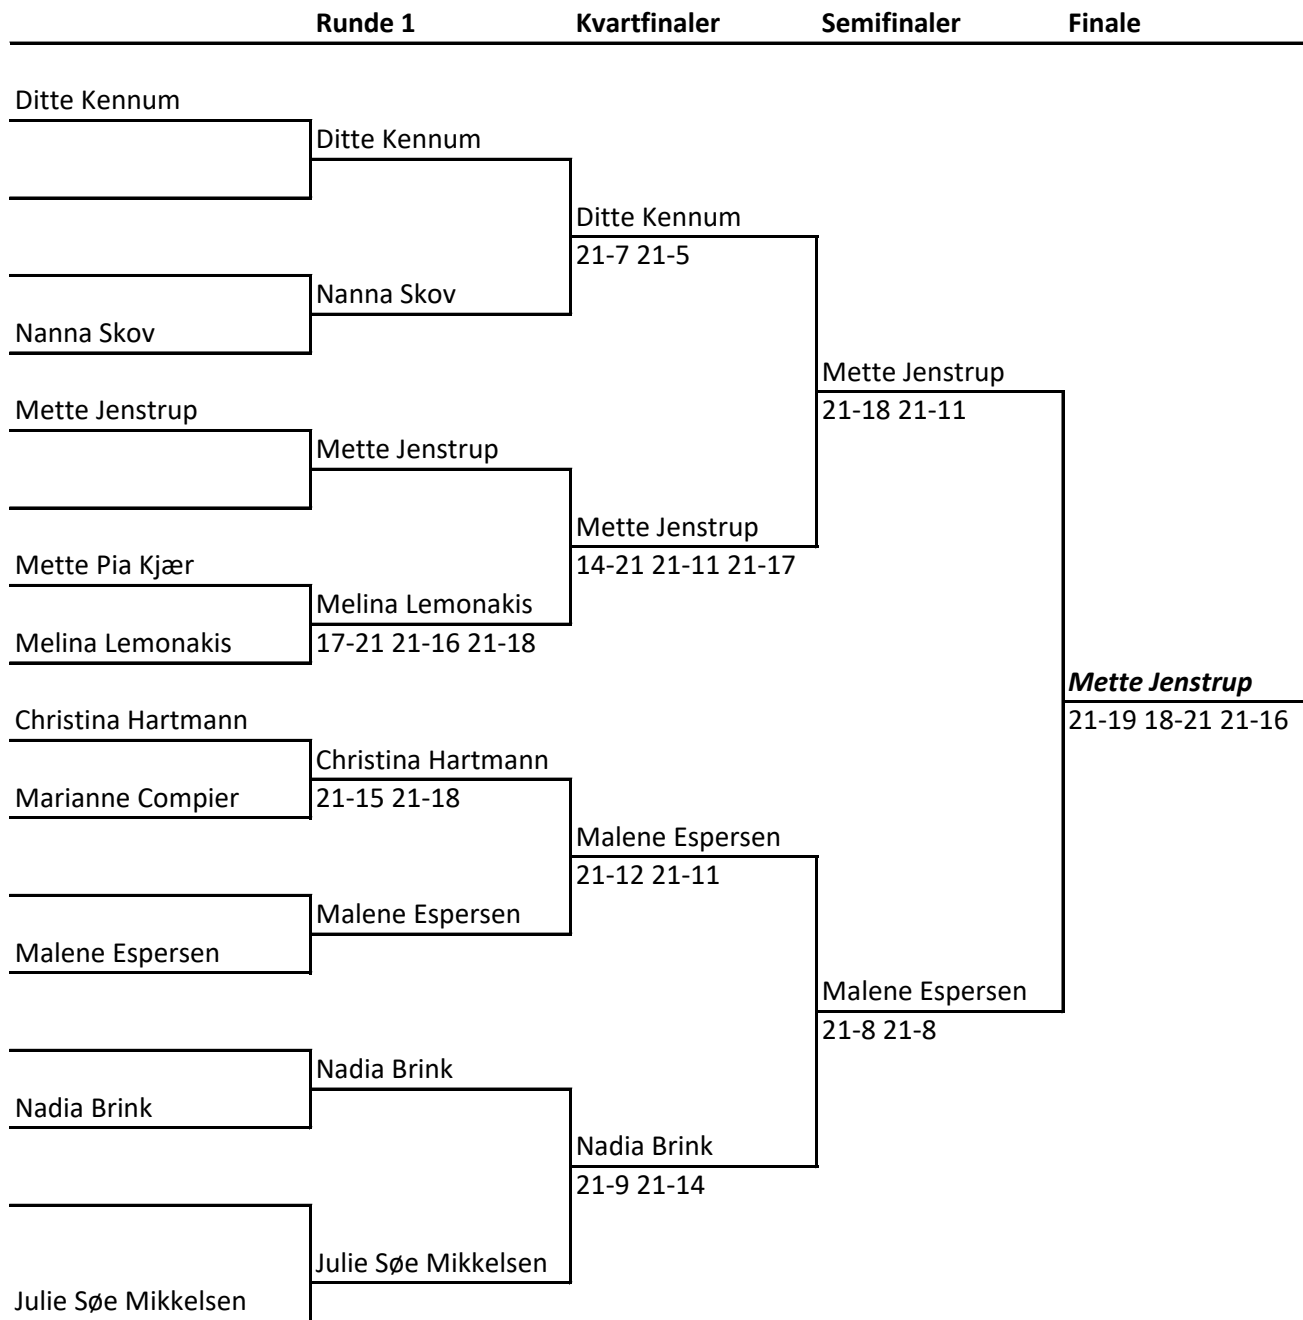 Runde 1 Kvartfinaler Semifinaler Finale
Ditte Kennum
Ditte Kennum
Ditte Kennum
21-7 21-5
Nanna Skov
Nanna Skov
Mette Jenstrup
21-18 21-11
Mette Jenstrup
Mette Jenstrup
Mette Jenstrup
14-21 21-11 21-17
Mette Pia Kjær
Melina Lemonakis
Melina Lemonakis
17-21 21-16 21-18
Mette Jenstrup
21-19 18-21 21-16
Christina Hartmann
Christina Hartmann
Marianne Compier
21-15 21-18
Malene Espersen
21-12 21-11
Malene Espersen
Malene Espersen
Malene Espersen
21-8 21-8
Nadia Brink
Nadia Brink
Nadia Brink
21-9 21-14
Julie Søe Mikkelsen
Julie Søe Mikkelsen